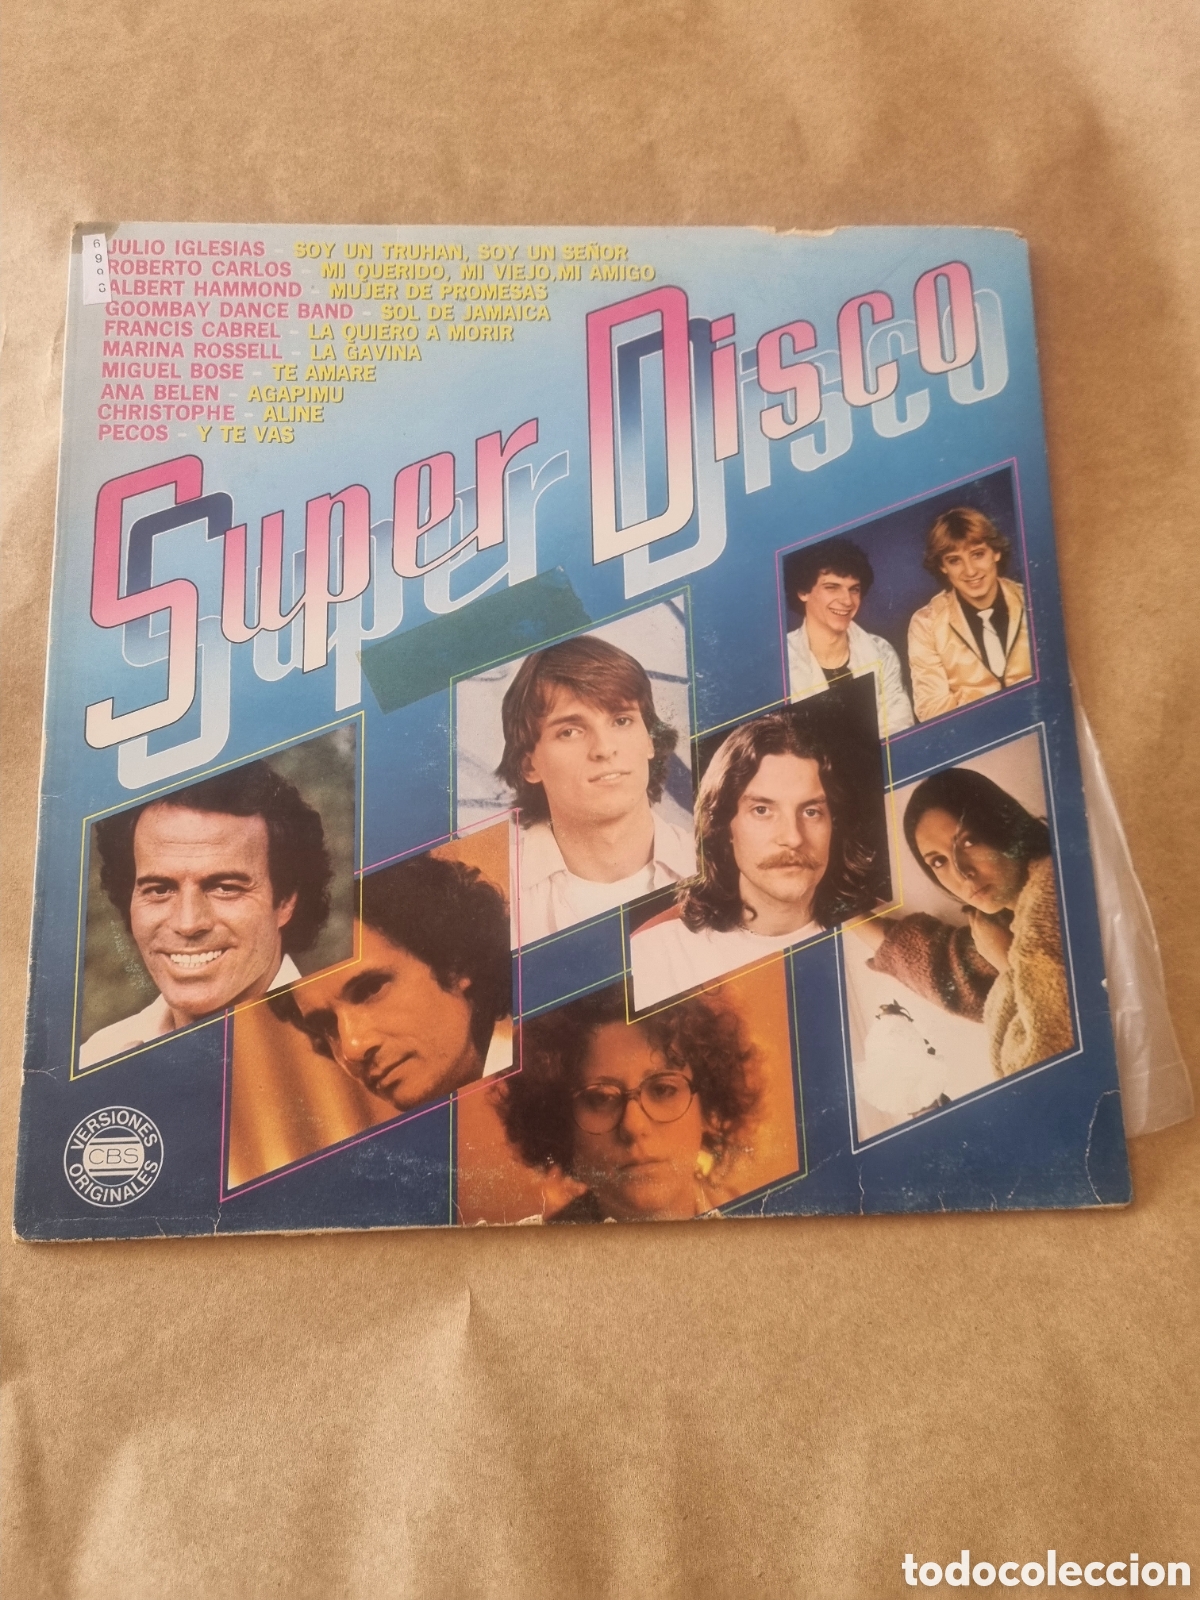 JULIO IGLESIAS - SOY UN TRUHAN, SOY UN SEÑOR
ROBERTO CARLOS - MI QUERIDO, MI VIEJO, MI AMIGO
ALBERT HAMMOND - MUJER DE PROMESAS
GOOMBAY DANCE BAND - SOL DE JAMAICA
FRANCIS CABREL - LA QUIERO A MORIR
MARINA ROSSELL - LA GAVINA
MIGUEL BOSE - TE AMARE
ANA BELEN - AGAPIMU
CHRISTOPHE - ALINE
PECOS - Y TE VAS
Super Disco
VERSIONES
CBS
ORIGINALES
todocoleccion